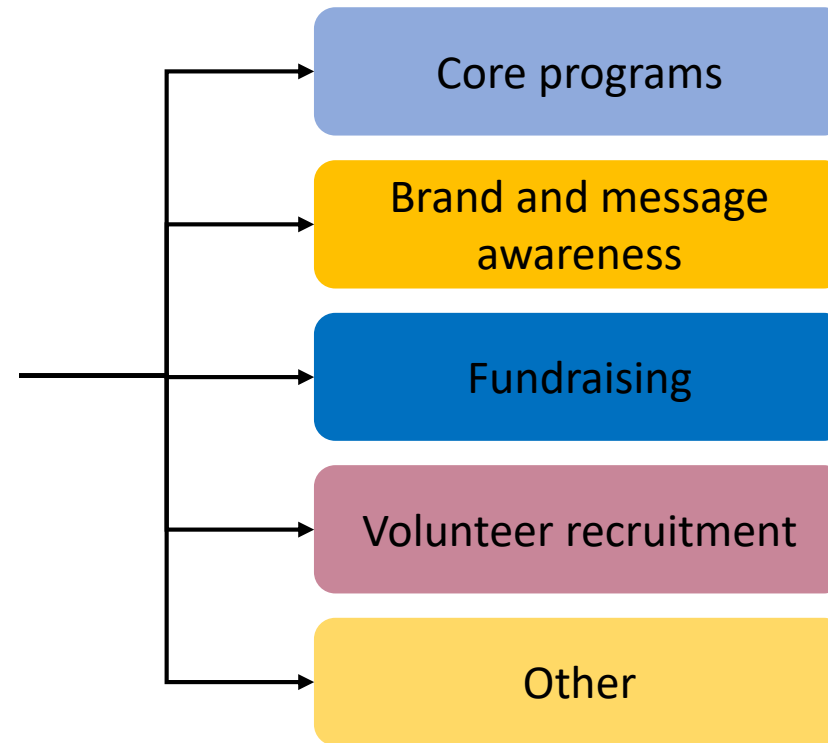 Core programs
Brand and message
awareness
Fundraising
Volunteer recruitment
Other